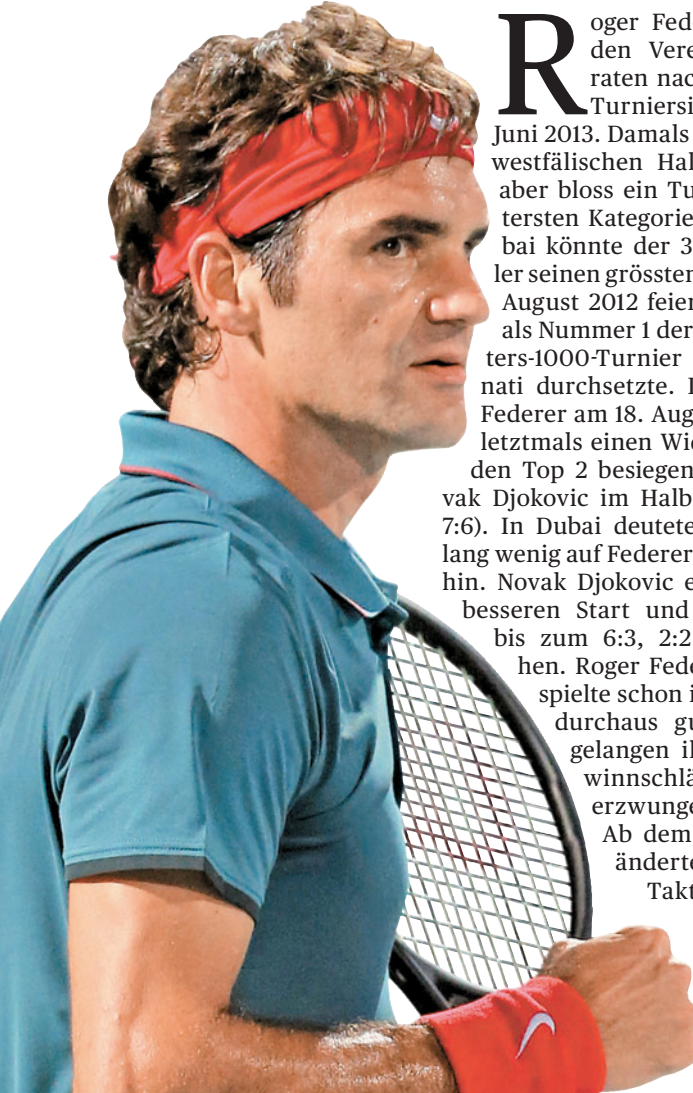 Roger Fed
den Vere
raten nac
Turniersi
Juni 2013. Damals
westfälischen Hal
aber bloss ein Tu
tersten Kategorie
bai könnte der 3
ler seinen grössten
August 2012 feier
als Nummer 1 der
ters-1000-Turnier
nati durchsetzte.
Federer am 18. Aug
letztmals einen Wie
den Top 2 besiegen
vak Djokovic im Halb
7:6). In Dubai deutete
lang wenig auf Federer
hin. Novak Djokovic e
besseren Start und
bis zum 6:3, 2:2
hen. Roger Fede
spielte schon i
durchaus gu
gelangen ih
winnschlä
erzwunge
Ab dem
änderte
Takt